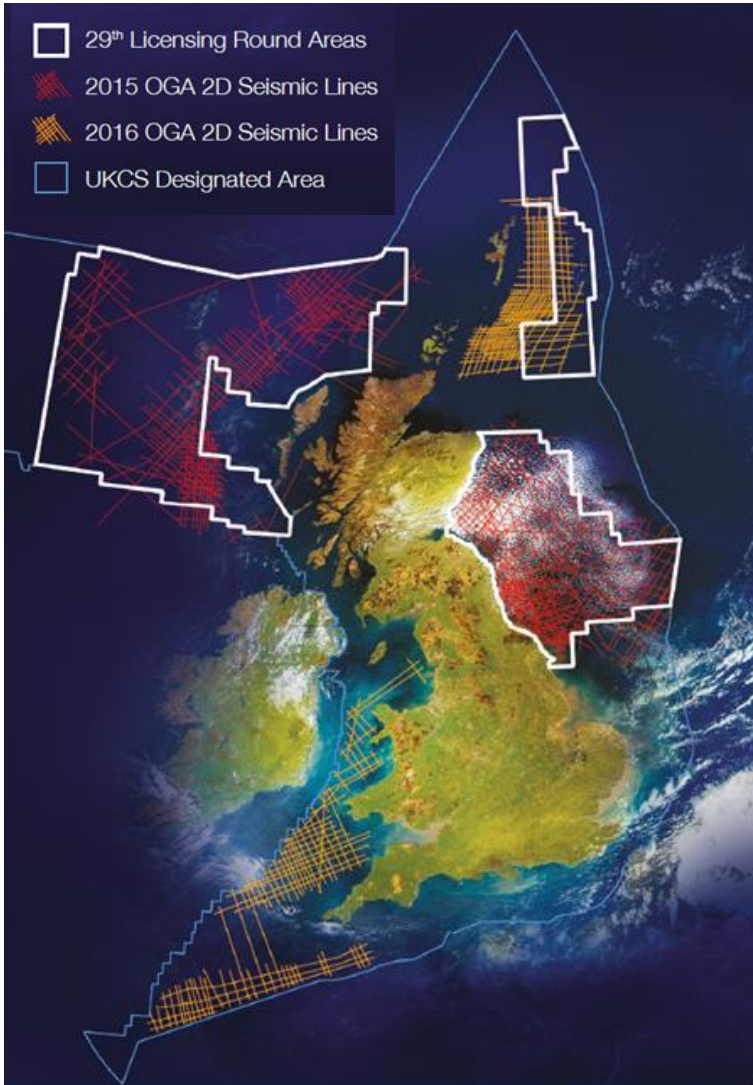 29th Licensing Round Areas
2015 OGA 2D Seismic Lines
2016 OGA 2D Seismic Lines
UKCS Designated Area